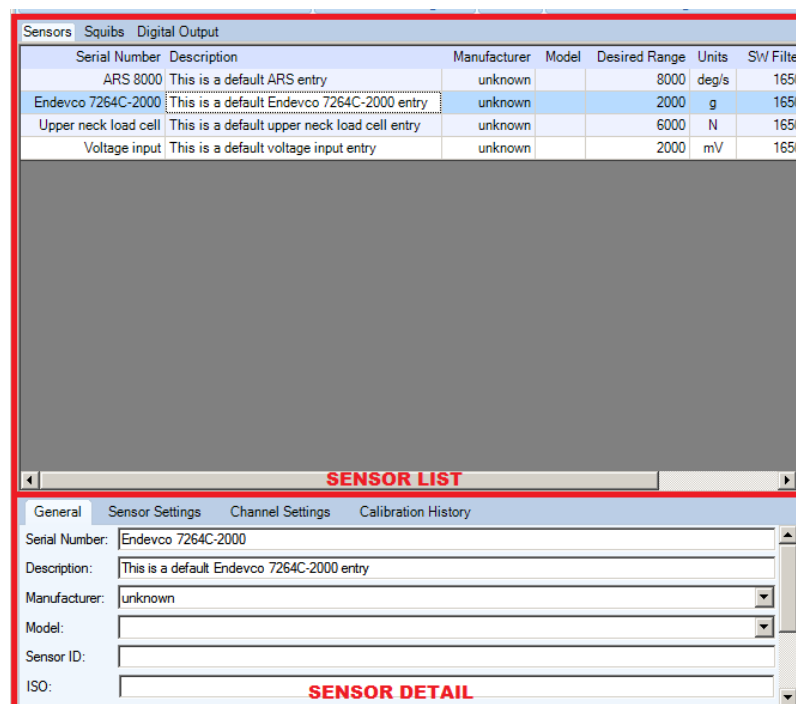 Sensors Squibs Digital Output
Serial Number Description Manufacturer Model Desired Range Units SW Filte
ARS 8000 This is a default ARS entry unknown 8000 deg/s 165
Endevco 7264C-2000 This is a default Endevco 7264C-2000 entry unknown 2000 g 165
Upper neck load cell This is a default upper neck load cell entry unknown 6000 N 165
Voltage input This is a default voltage input entry unknown 2000 mV 165
SENSOR LIST
General Sensor Settings Channel Settings Calibration History
Serial Number: Endevco 7264C-2000
Description: This is a default Endevco 7264C-2000 entry
Manufacturer: unknown
Model:
Sensor ID:
ISO:
SENSOR DETAIL